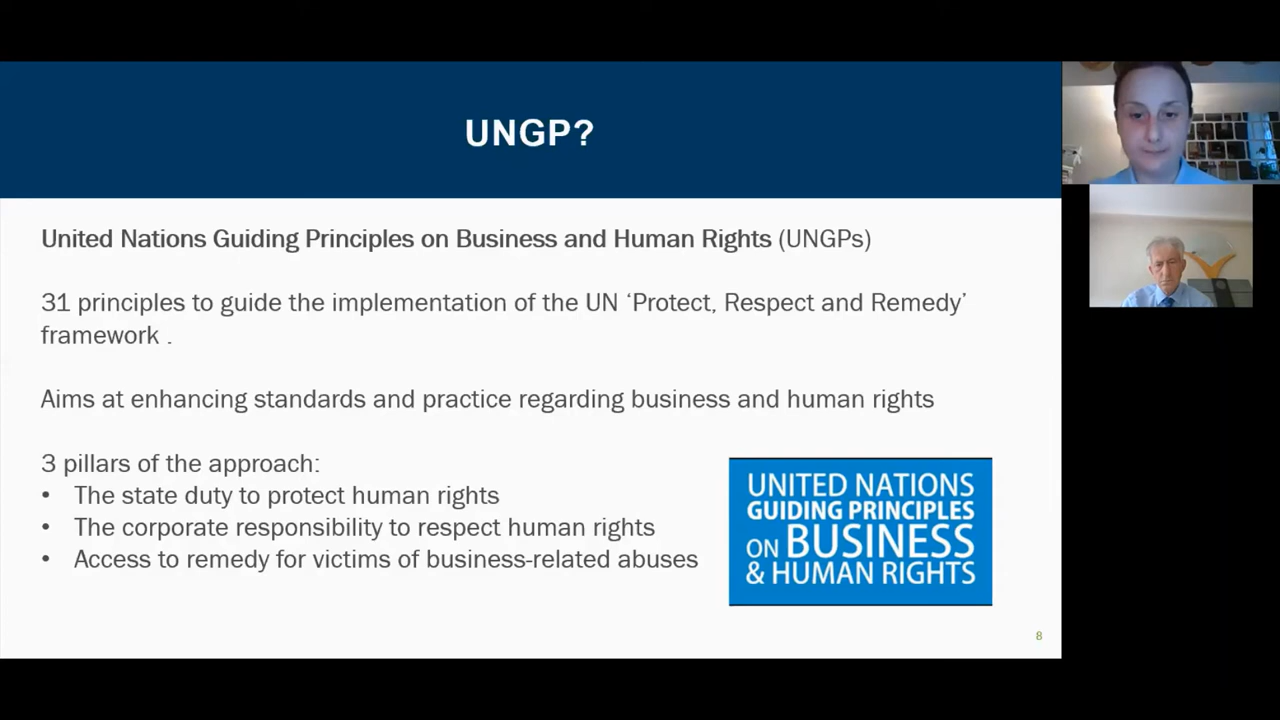 UNGP?
United Nations Guiding Principles on Business and Human Rights (UNGPs)
31 principles to guide the implementation of the UN ‘Protect, Respect and Remedy’
framework .
Aims at enhancing standards and practice regarding business and human rights
3 pillars of the approach:
• The state duty to protect human rights
• The corporate responsibility to respect human rights
• Access to remedy for victims of business-related abuses
UNITED NATIONS
GUIDING PRINCIPLES
ON BUSINESS
& HUMAN RIGHTS
8